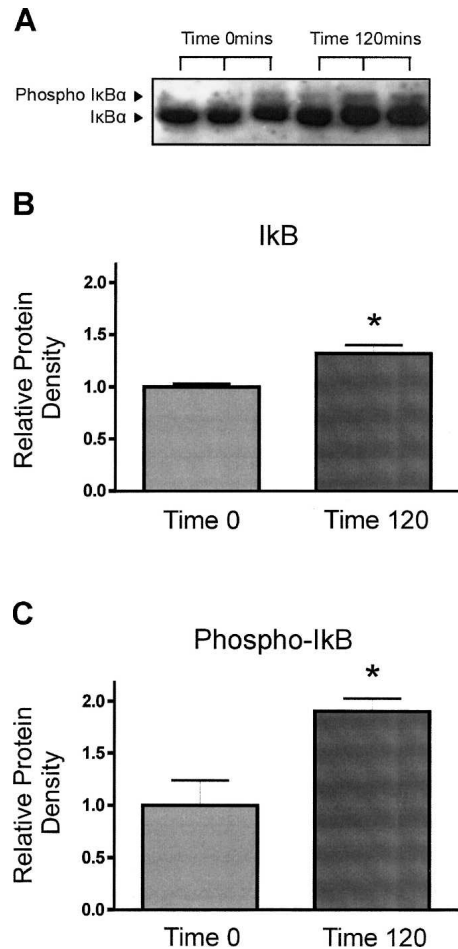 A
Time 0mins Time 120mins
Phospho IκBα ▸
IκBα ▸
B
IkB
Relative Protein
Density
2.0
1.5
1.0
0.5
0.0
*
Time 0 Time 120
C
Phospho-IkB
Relative Protein
Density
2.0
1.5
1.0
0.5
0.0
*
Time 0 Time 120